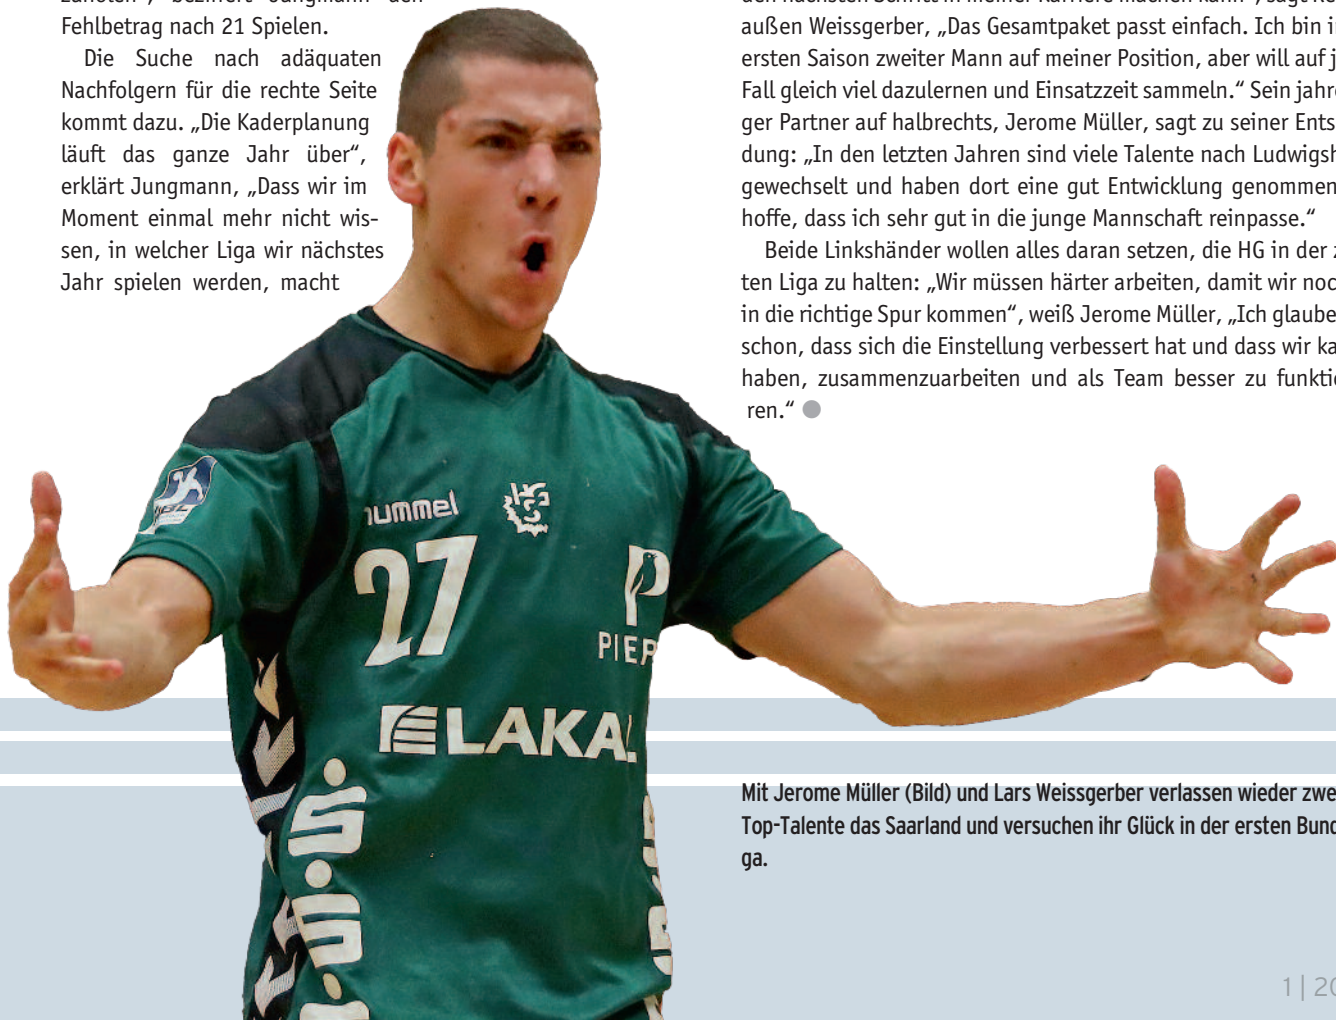 Fehlbetrag nach 21 Spielen.
Die Suche nach adäquaten
Nachfolgern für die rechte Seite
kommt dazu. „Die Kaderplanung
läuft das ganze Jahr über“,
erklärt Jungmann, „Dass wir im
Moment einmal mehr nicht wis-
sen, in welcher Liga wir nächstes
Jahr spielen werden, macht
außen Weissgerber, „Das Gesamtpaket passt einfach. Ich bin
ersten Saison zweiter Mann auf meiner Position, aber will auf
Fall gleich viel dazulernen und Einsatzzeit sammeln.“ Sein
ger Partner auf halbrechts, Jerome Müller, sagt zu seiner Ents
dung: „In den letzten Jahren sind viele Talente nach Ludwigsh
gewechselt und haben dort eine gut Entwicklung genommen
hoffe, dass ich sehr gut in die junge Mannschaft reinpasse.“
Beide Linkshänder wollen alles daran setzen, die HG in der
ten Liga zu halten: „Wir müssen härter arbeiten, damit wir noc
in die richtige Spur kommen“, weiß Jerome Müller, „Ich glaube
schon, dass sich die Einstellung verbessert hat und dass wir ka
haben, zusammenzuarbeiten und als Team besser zu funkti
ren.“
hummel
HG
27
PIER
LAKAL
Mit Jerome Müller (Bild) und Lars Weissgerber verlassen wieder zwe
Top-Talente das Saarland und versuchen ihr Glück in der ersten Bund
ga.
1 | 20